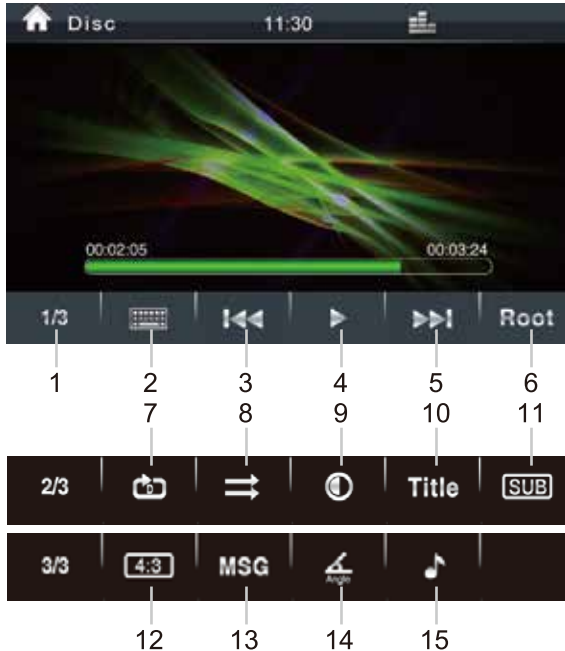 Disc 11:30
00:02:05 00:03:24
1/3 Root
1 2 3 4 5 6
7 8 9 10 11
2/3 D Title SUB
3/3 4:3 MSG Angle
12 13 14 15